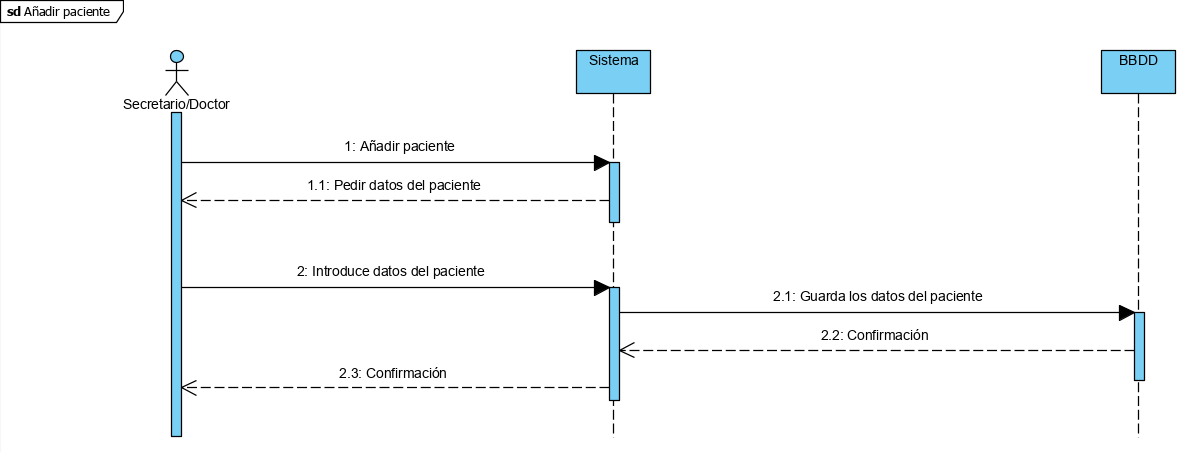 sd Añadir paciente
Secretario/Doctor
Sistema
BBDD
1: Añadir paciente
1.1: Pedir datos del paciente
2: Introduce datos del paciente
2.1: Guarda los datos del paciente
2.2: Confirmación
2.3: Confirmación